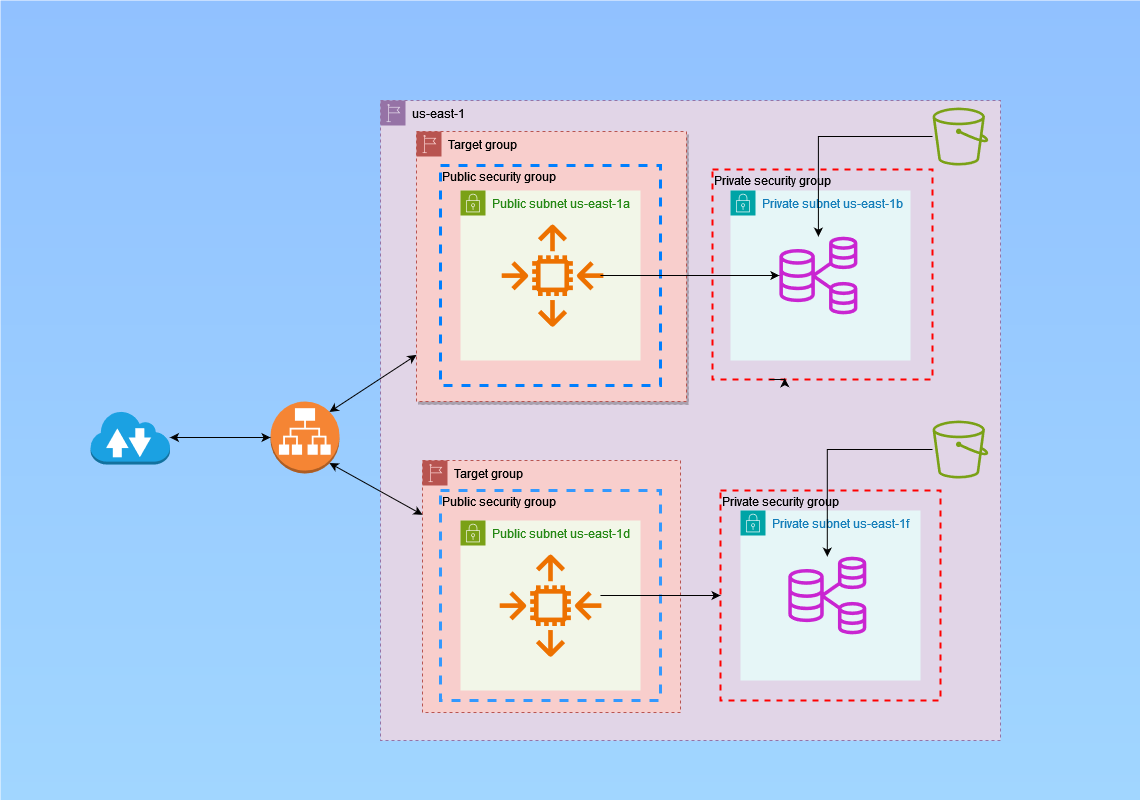 us-east-1
Target group
Public security group
Public subnet us-east-1a
Private security group
Private subnet us-east-1b
Target group
Public security group
Public subnet us-east-1d
Private security group
Private subnet us-east-1f